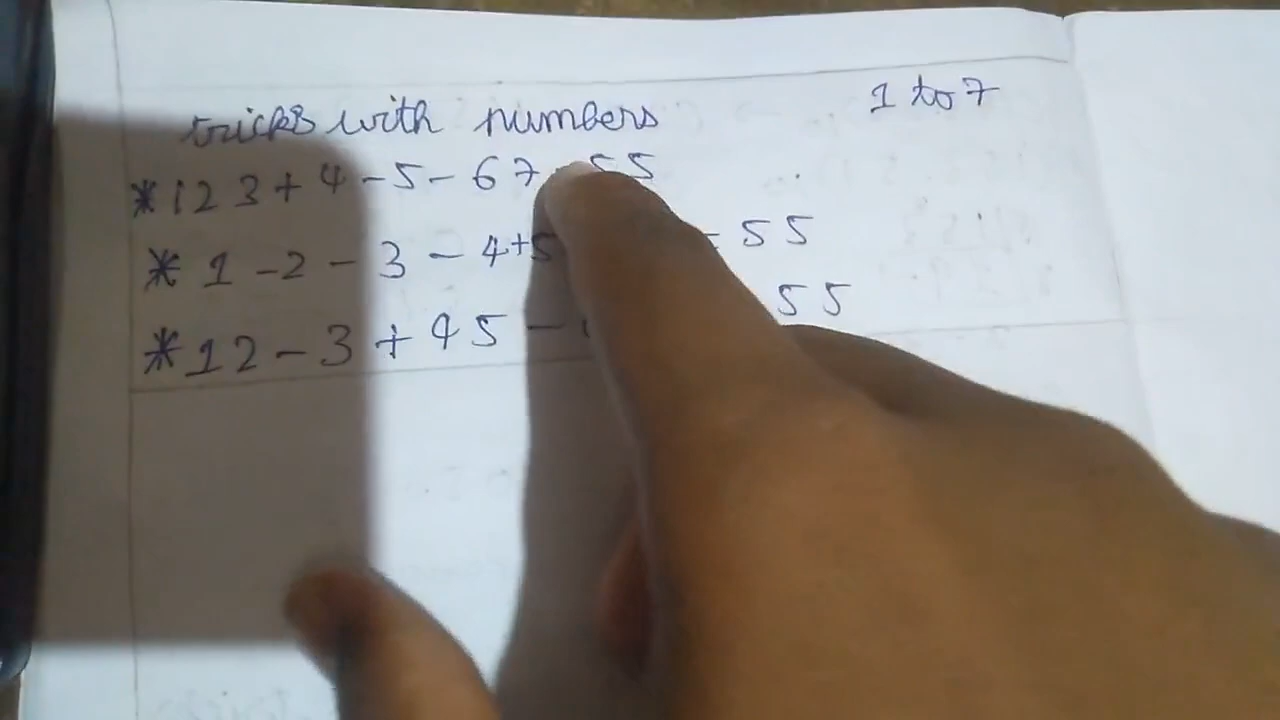 tricks with numbers 1 to 7
* 123 + 4 - 5 - 67 55
* 1 - 2 - 3 - 4 + 5 = 55
* 12 - 3 + 45 - 55